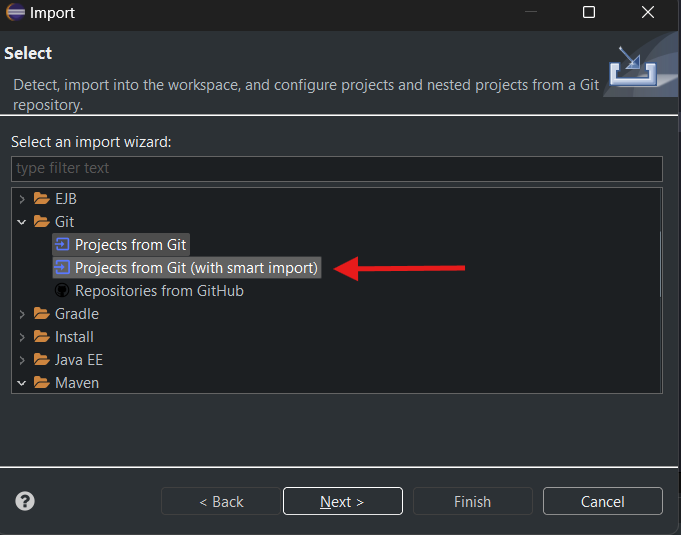 Import
Select
Detect, import into the workspace, and configure projects and nested projects from a Git
repository.
Select an import wizard:
type filter text
EJB
Git
Projects from Git
Projects from Git (with smart import)
Repositories from GitHub
Gradle
Install
Java EE
Maven
? < Back Next > Finish Cancel